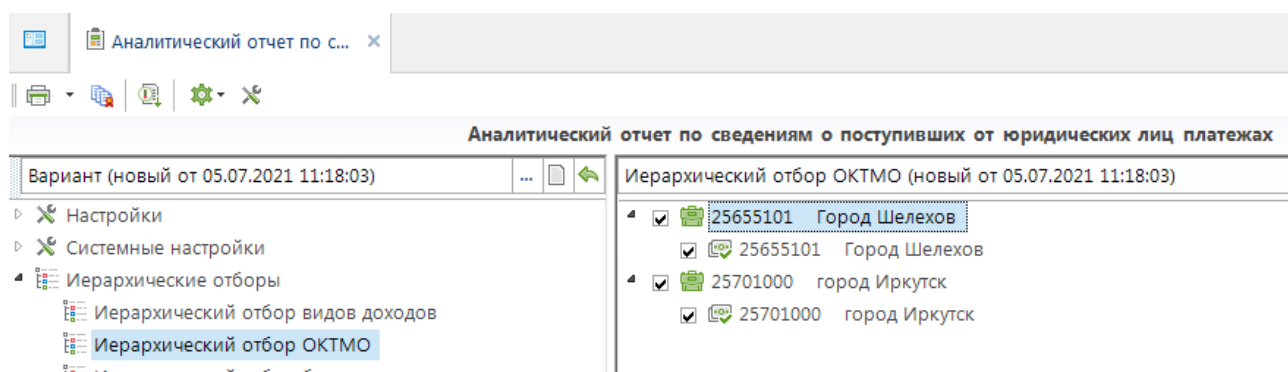 Аналитический отчет по с...
Аналитический отчет по сведениям о поступивших от юридических лиц платежах
Вариант (новый от 05.07.2021 11:18:03) ...
Настройки
Системные настройки
Иерархические отборы
Иерархический отбор видов доходов
Иерархический отбор ОКТМО
Иерархический отбор ОКТМО (новый от 05.07.2021 11:18:03)
25655101 Город Шелехов
25655101 Город Шелехов
25701000 город Иркутск
25701000 город Иркутск